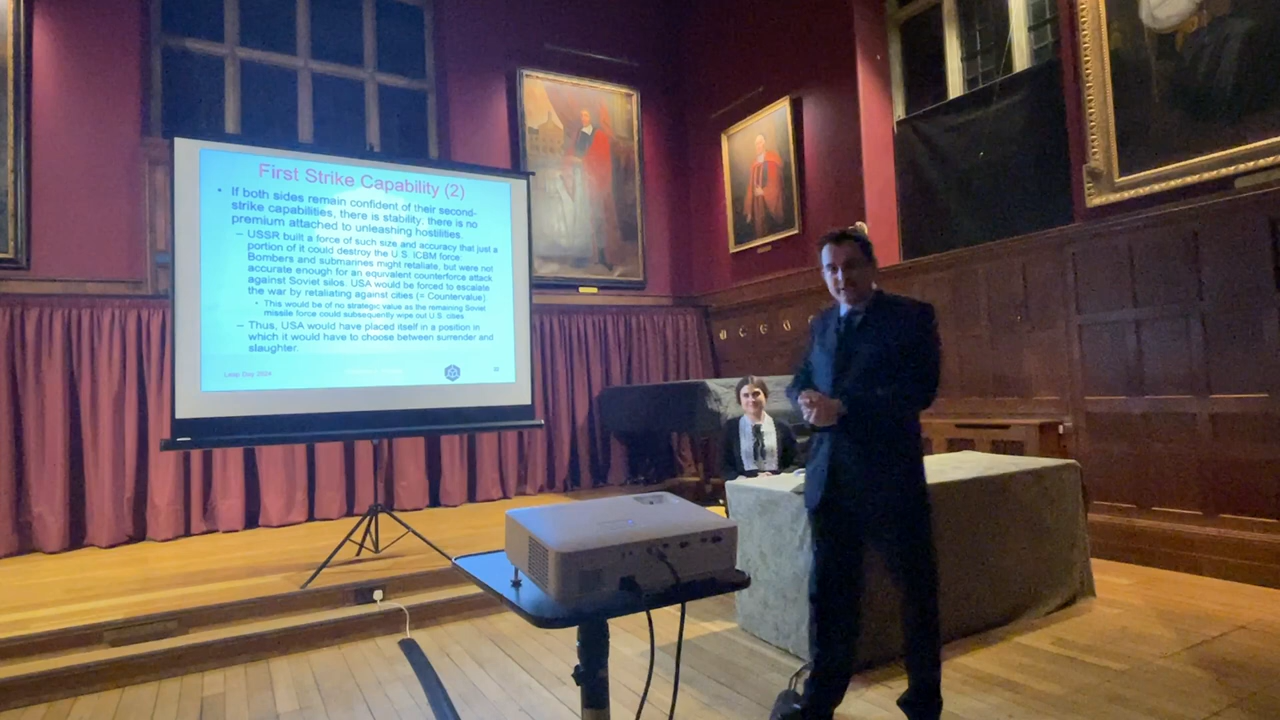 First Strike Capability (2)
• If both sides remain confident of their second-
strike capabilities, there is stability: there is no
premium attached to unleashing hostilities.
– USSR built a force of such size and accuracy that just a
portion of it could destroy the U.S. ICBM force:
Bombers and submarines might retaliate, but were not
accurate enough for an equivalent counterforce attack
against Soviet silos. USA would be forced to escalate
the war by retaliating against cities (= Countervalue)
• This would be of no strategic value as the remaining Soviet
missile force could subsequently wipe out U.S. cities
– Thus, USA would have placed itself in a position in
which it would have to choose between surrender and
slaughter.
Leap Day 2024